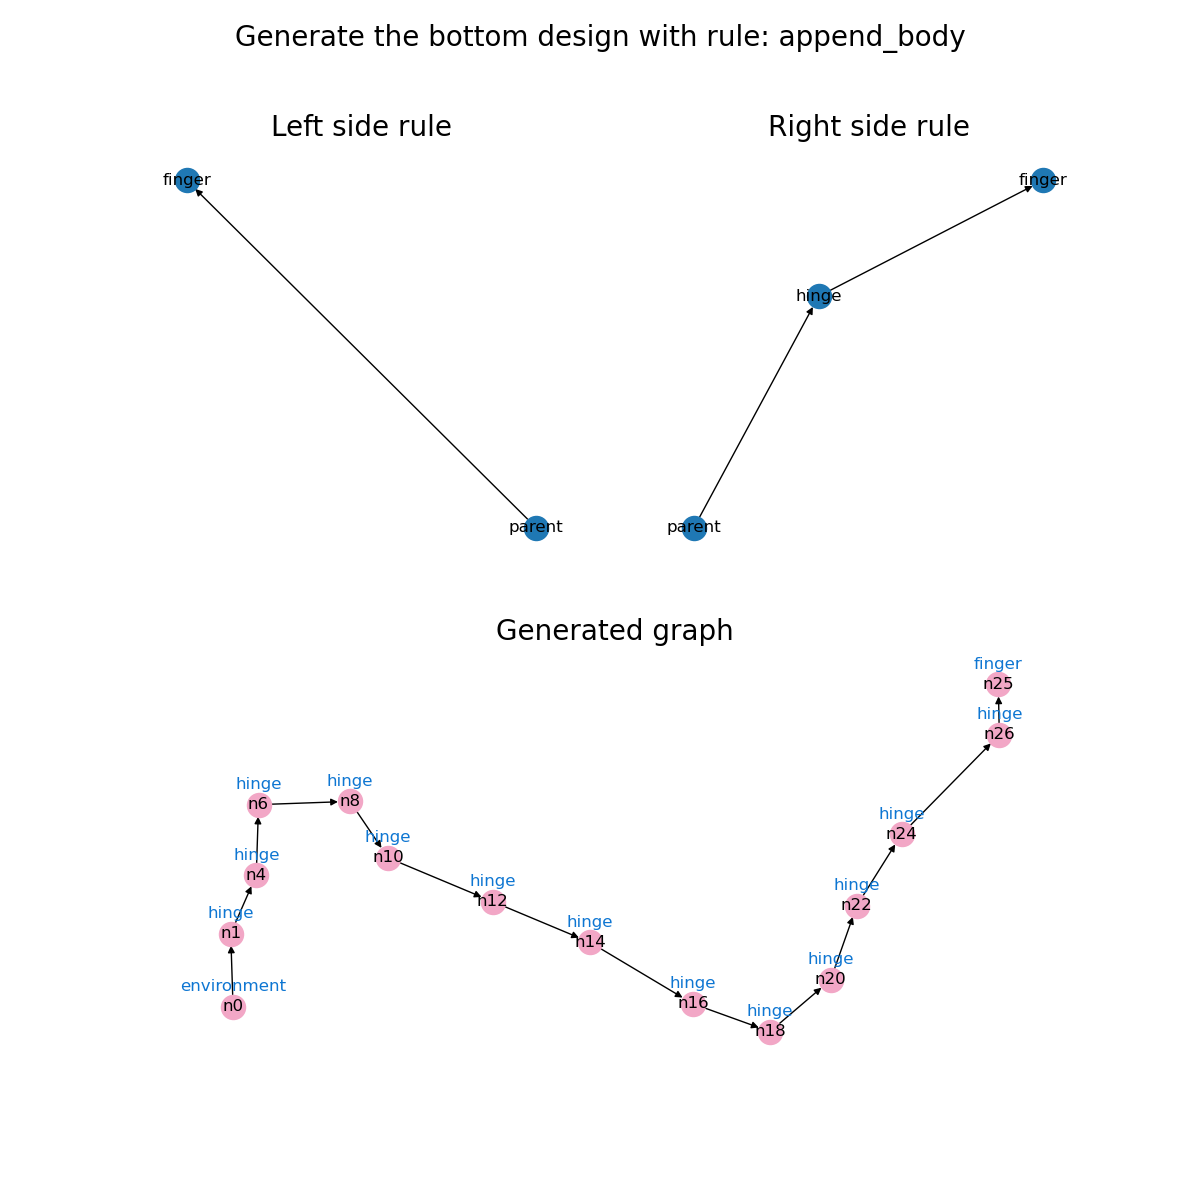 Generate the bottom design with rule: append_body
Left side rule
Right side rule
finger
finger
hinge
parent
parent
Generated graph
finger
n25
hinge
n26
hinge
n6
hinge
n8
hinge
n24
hinge
n10
hinge
n4
hinge
n12
hinge
n22
hinge
n1
hinge
n14
hinge
n20
environment
n0
hinge
n16
hinge
n18